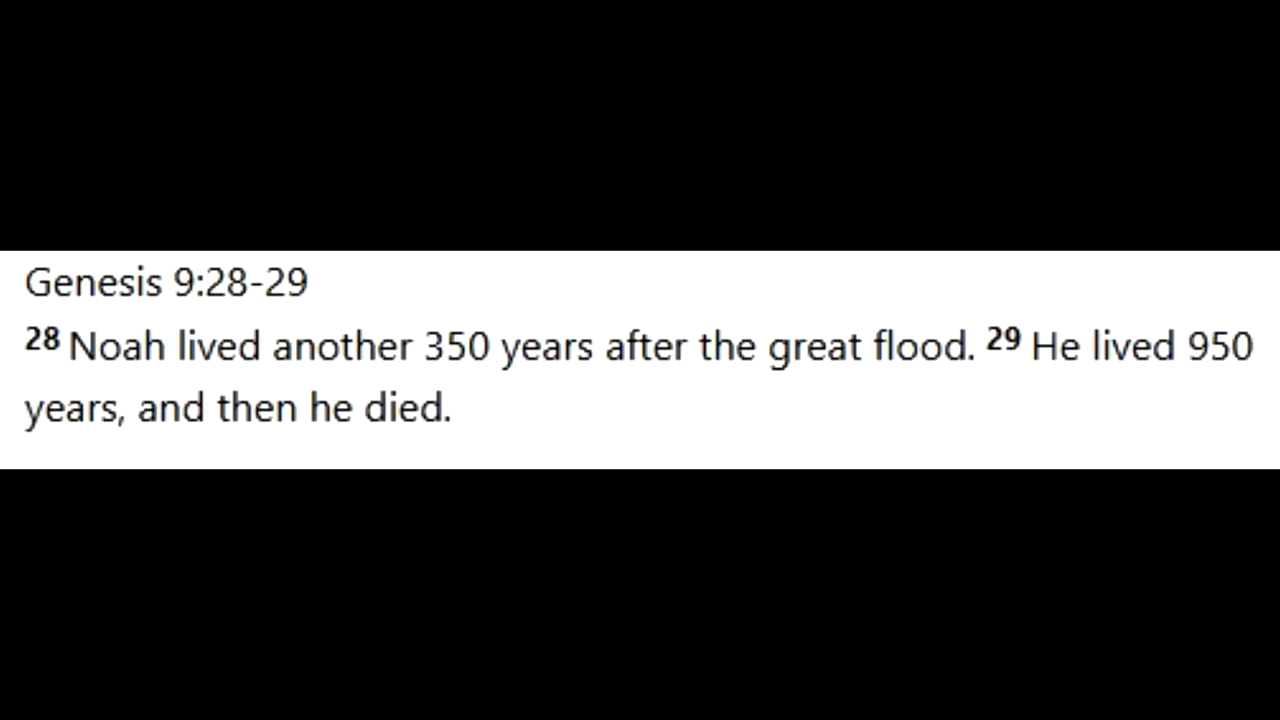 Genesis 9:28-29
28 Noah lived another 350 years after the great flood. 29 He lived 950
years, and then he died.